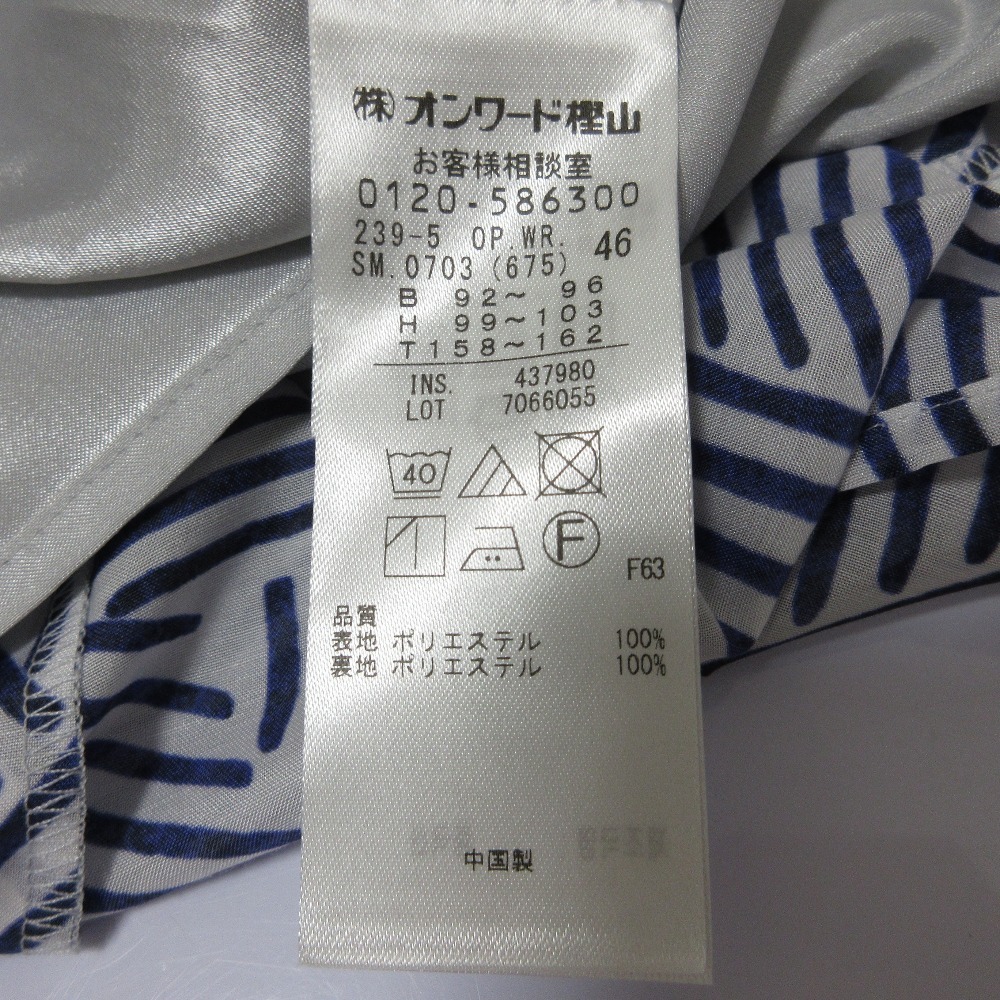 (株)オンワード樫山
お客様相談室
0120-586300
239-5 OP.WR. 46
SM.0703 (675)
B 92～ 96
H 99～103
T158～162
INS. 437980
LOT 7066055
40
F
F63
品質
表地 ポリエステル 100%
裏地 ポリエステル 100%
中国製